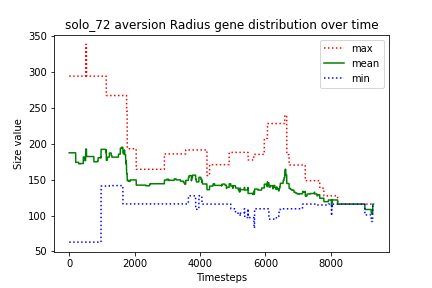 solo_72 aversion Radius gene distribution over time
350
300
250
200
150
100
50
Size value
max
mean
min
0
2000
4000
6000
8000
Timesteps